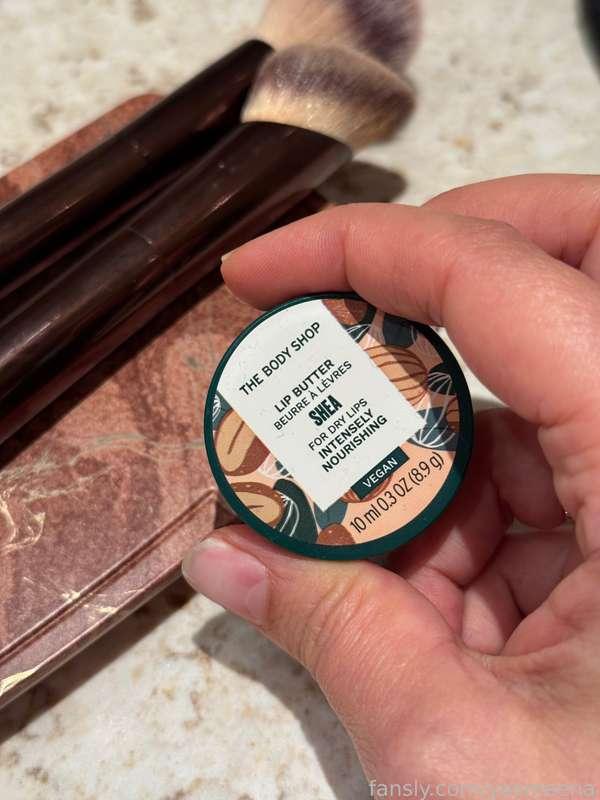 THE BODY SHOP
LIP BUTTER
BEURRE À LÈVRES
SHEA
FOR DRY LIPS
INTENSELY
NOURISHING
VEGAN
10 ml 0.3 OZ (8.9 g)